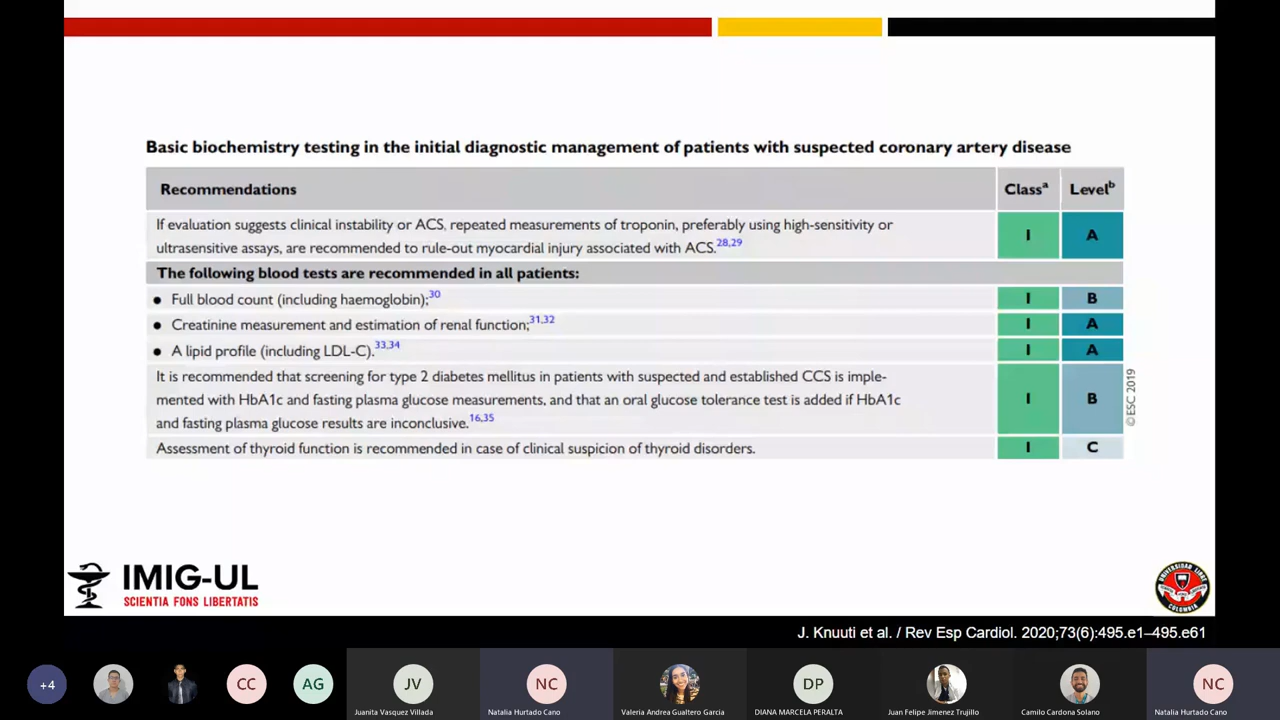 Basic biochemistry testing in the initial diagnostic management of patients with suspected coronary artery disease
Recommendations Classᵃ Levelᵇ
If evaluation suggests clinical instability or ACS, repeated measurements of troponin, preferably using high-sensitivity or
ultrasensitive assays, are recommended to rule-out myocardial injury associated with ACS.28,29 I A
The following blood tests are recommended in all patients:
● Full blood count (including haemoglobin);30 I B
● Creatinine measurement and estimation of renal function;31,32 I A
● A lipid profile (including LDL-C).33,34 I A
It is recommended that screening for type 2 diabetes mellitus in patients with suspected and established CCS is imple-
mented with HbA1c and fasting plasma glucose measurements, and that an oral glucose tolerance test is added if HbA1c I B
and fasting plasma glucose results are inconclusive.16,35
Assessment of thyroid function is recommended in case of clinical suspicion of thyroid disorders. I C
©ESC 2019
IMIG-UL
SCIENTIA FONS LIBERTATIS
UNIVERSIDAD LIBRE
COLOMBIA
J. Knuuti et al. / Rev Esp Cardiol. 2020;73(6):495.e1–495.e61
+4 CC AG JV NC DP NC
Juanita Vasquez Villada Natalia Hurtado Cano Valeria Andrea Gualtero Garcia DIANA MARCELA PERALTA Juan Felipe Jimenez Trujillo Camilo Cardona Solano Natalia Hurtado Cano